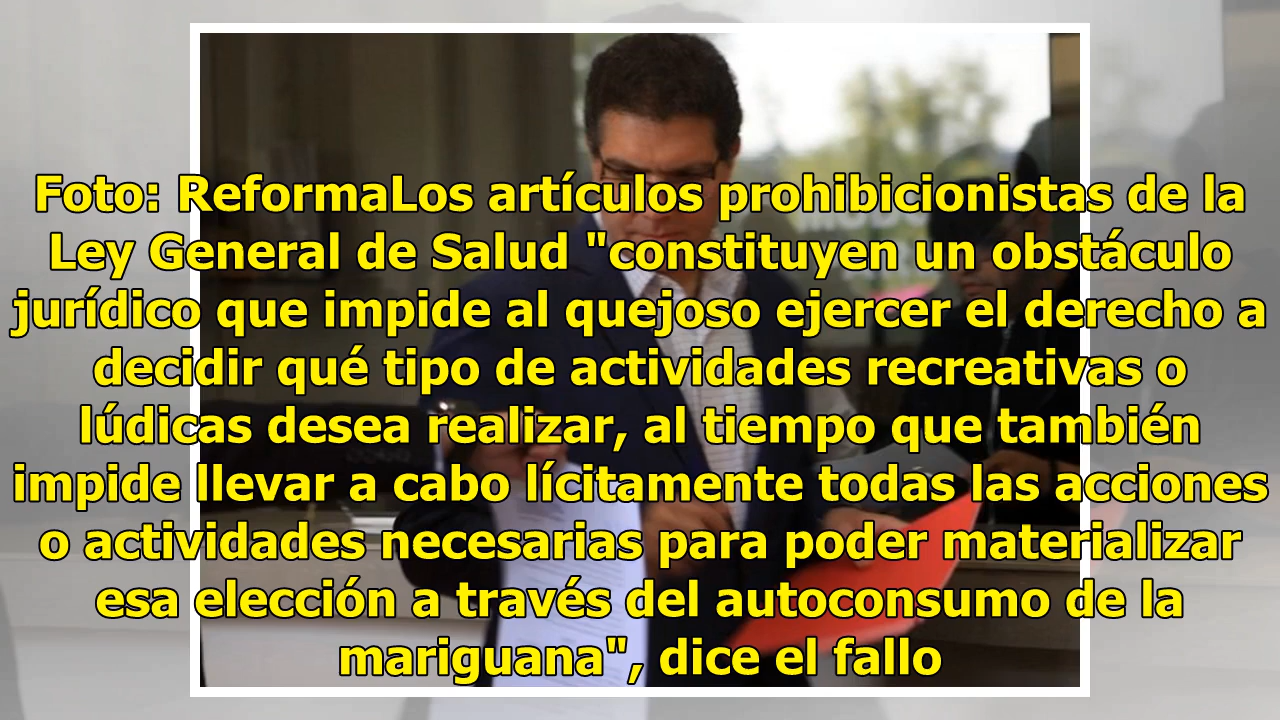 Foto: ReformaLos artículos prohibicionistas de la
Ley General de Salud "constituyen un obstáculo
jurídico que impide al quejoso ejercer el derecho a
decidir qué tipo de actividades recreativas o
lúdicas desea realizar, al tiempo que también
impide llevar a cabo lícitamente todas las acciones
o actividades necesarias para poder materializar
esa elección a través del autoconsumo de la
mariguana", dice el fallo